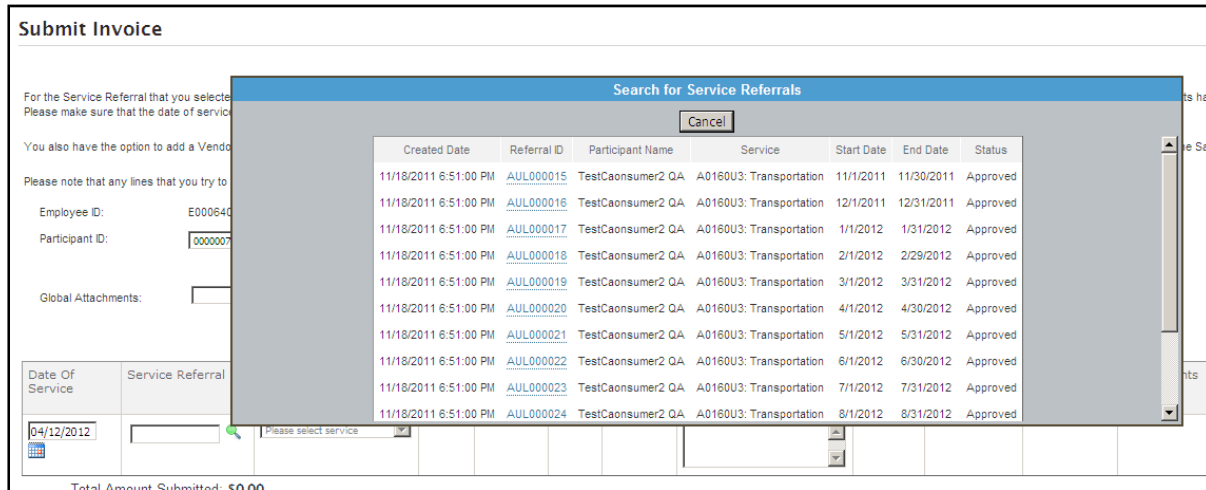 Submit Invoice
Search for Service Referrals
For the Service Referral that you selecte
ts ha
Please make sure that the date of service
Cancel
You also have the option to add a Vendo
e Sa
Created Date Referral ID Participant Name Service Start Date End Date Status
11/18/2011 6:51:00 PM AUL000015 TestCaonsumer2 QA A0160U3: Transportation 11/1/2011 11/30/2011 Approved
Please note that any lines that you try to
11/18/2011 6:51:00 PM AUL000016 TestCaonsumer2 QA A0160U3: Transportation 12/1/2011 12/31/2011 Approved
Employee ID: E000640
11/18/2011 6:51:00 PM AUL000017 TestCaonsumer2 QA A0160U3: Transportation 1/1/2012 1/31/2012 Approved
Participant ID: 0000007
11/18/2011 6:51:00 PM AUL000018 TestCaonsumer2 QA A0160U3: Transportation 2/1/2012 2/29/2012 Approved
11/18/2011 6:51:00 PM AUL000019 TestCaonsumer2 QA A0160U3: Transportation 3/1/2012 3/31/2012 Approved
Global Attachments:
11/18/2011 6:51:00 PM AUL000020 TestCaonsumer2 QA A0160U3: Transportation 4/1/2012 4/30/2012 Approved
11/18/2011 6:51:00 PM AUL000021 TestCaonsumer2 QA A0160U3: Transportation 5/1/2012 5/31/2012 Approved
11/18/2011 6:51:00 PM AUL000022 TestCaonsumer2 QA A0160U3: Transportation 6/1/2012 6/30/2012 Approved
11/18/2011 6:51:00 PM AUL000023 TestCaonsumer2 QA A0160U3: Transportation 7/1/2012 7/31/2012 Approved
11/18/2011 6:51:00 PM AUL000024 TestCaonsumer2 QA A0160U3: Transportation 8/1/2012 8/31/2012 Approved
Date Of Service Referral nts
Service
04/12/2012 Please select service
Total Amount Submitted: $0.00